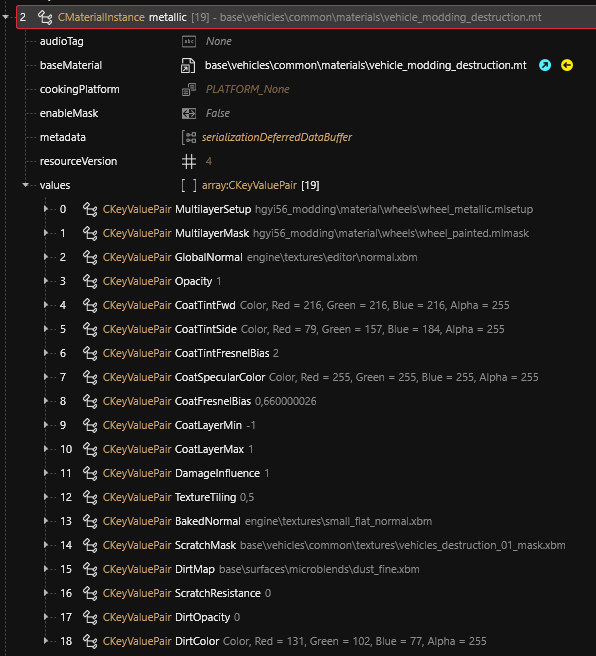 2 CMaterialInstance metallic [19] - base\vehicles\common\materials\vehicle_modding_destruction.mt
audioTag abc None
baseMaterial base\vehicles\common\materials\vehicle_modding_destruction.mt
cookingPlatform PLATFORM_None
enableMask False
metadata serializationDeferredDataBuffer
resourceVersion 4
values [ ] array:CKeyValuePair [19]
0 CKeyValuePair MultilayerSetup hgyi56_modding\material\wheels\wheel_metallic.mlsetup
1 CKeyValuePair MultilayerMask hgyi56_modding\material\wheels\wheel_painted.mlmask
2 CKeyValuePair GlobalNormal engine\textures\editor\normal.xbm
3 CKeyValuePair Opacity 1
4 CKeyValuePair CoatTintFwd Color, Red = 216, Green = 216, Blue = 216, Alpha = 255
5 CKeyValuePair CoatTintSide Color, Red = 79, Green = 157, Blue = 184, Alpha = 255
6 CKeyValuePair CoatTintFresnelBias 2
7 CKeyValuePair CoatSpecularColor Color, Red = 255, Green = 255, Blue = 255, Alpha = 255
8 CKeyValuePair CoatFresnelBias 0,660000026
9 CKeyValuePair CoatLayerMin -1
10 CKeyValuePair CoatLayerMax 1
11 CKeyValuePair DamageInfluence 1
12 CKeyValuePair TextureTiling 0,5
13 CKeyValuePair BakedNormal engine\textures\small_flat_normal.xbm
14 CKeyValuePair ScratchMask base\vehicles\common\textures\vehicles_destruction_01_mask.xbm
15 CKeyValuePair DirtMap base\surfaces\microblends\dust_fine.xbm
16 CKeyValuePair ScratchResistance 0
17 CKeyValuePair DirtOpacity 0
18 CKeyValuePair DirtColor Color, Red = 131, Green = 102, Blue = 77, Alpha = 255